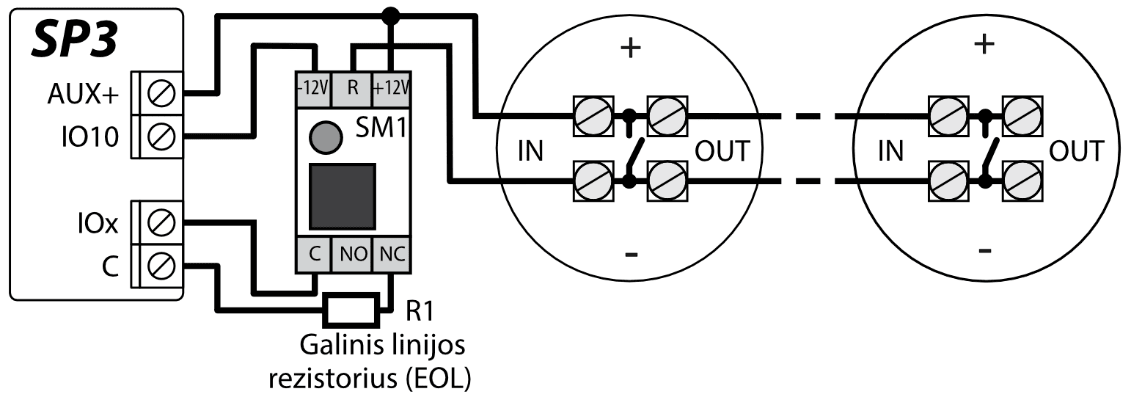 SP3
AUX+
IO10
IOx
C
-12V R +12V
SM1
C NO NC
R1
Galinis linijos
rezistorius (EOL)
+
IN OUT
-
+
IN OUT
-